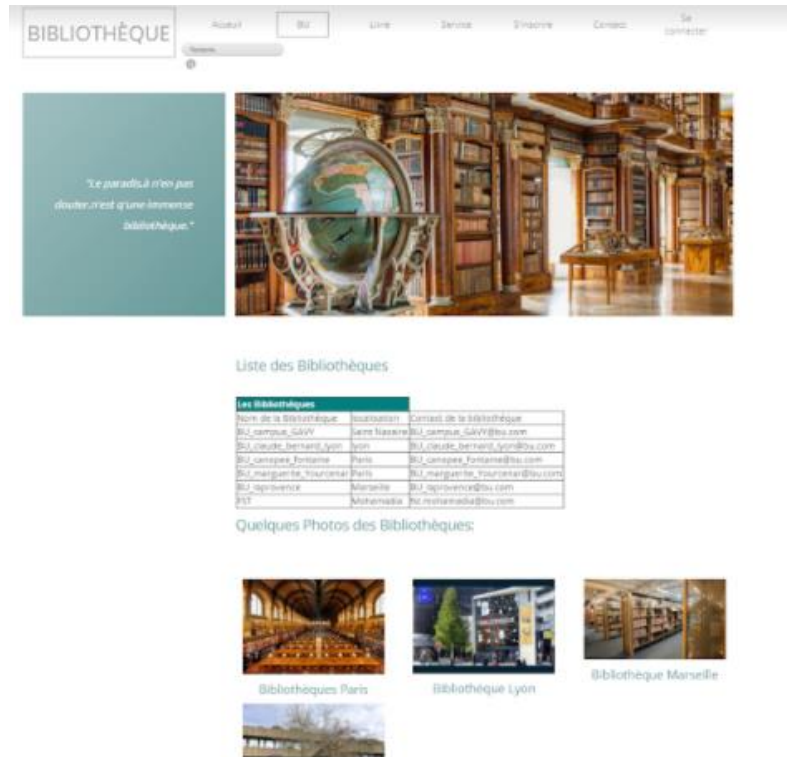 BIBLIOTHÈQUE
Acceuil
BU
Livre
Service
S'inscrire
Contact
Se connecter
"Le paradis,à n'en pas
douter,n'est q'une immense
bibliothèque."
Liste des Bibliothèques
Les Bibliothèques
Nom de la Bibliothèque localisation Contact de la bibliothèque
BU_campus_GAVY Saint Nazaire BU_campus_GAVY@bu.com
BU_claude_bernard_lyon lyon BU_claude_bernard_lyon@bu.com
BU_canopee_fontaine Paris BU_canopee_fontaine@bu.com
BU_marguerite_Yourcenar Paris BU_marguerite_Yourcenar@bu.com
BU_laprovence Marseille BU_laprovence@bu.com
FST Mohamadia fst.mohamadia@bu.com
Quelques Photos des Bibliothèques:
Bibliothèques Paris
Bibliothèque Lyon
Bibliothèque Marseille